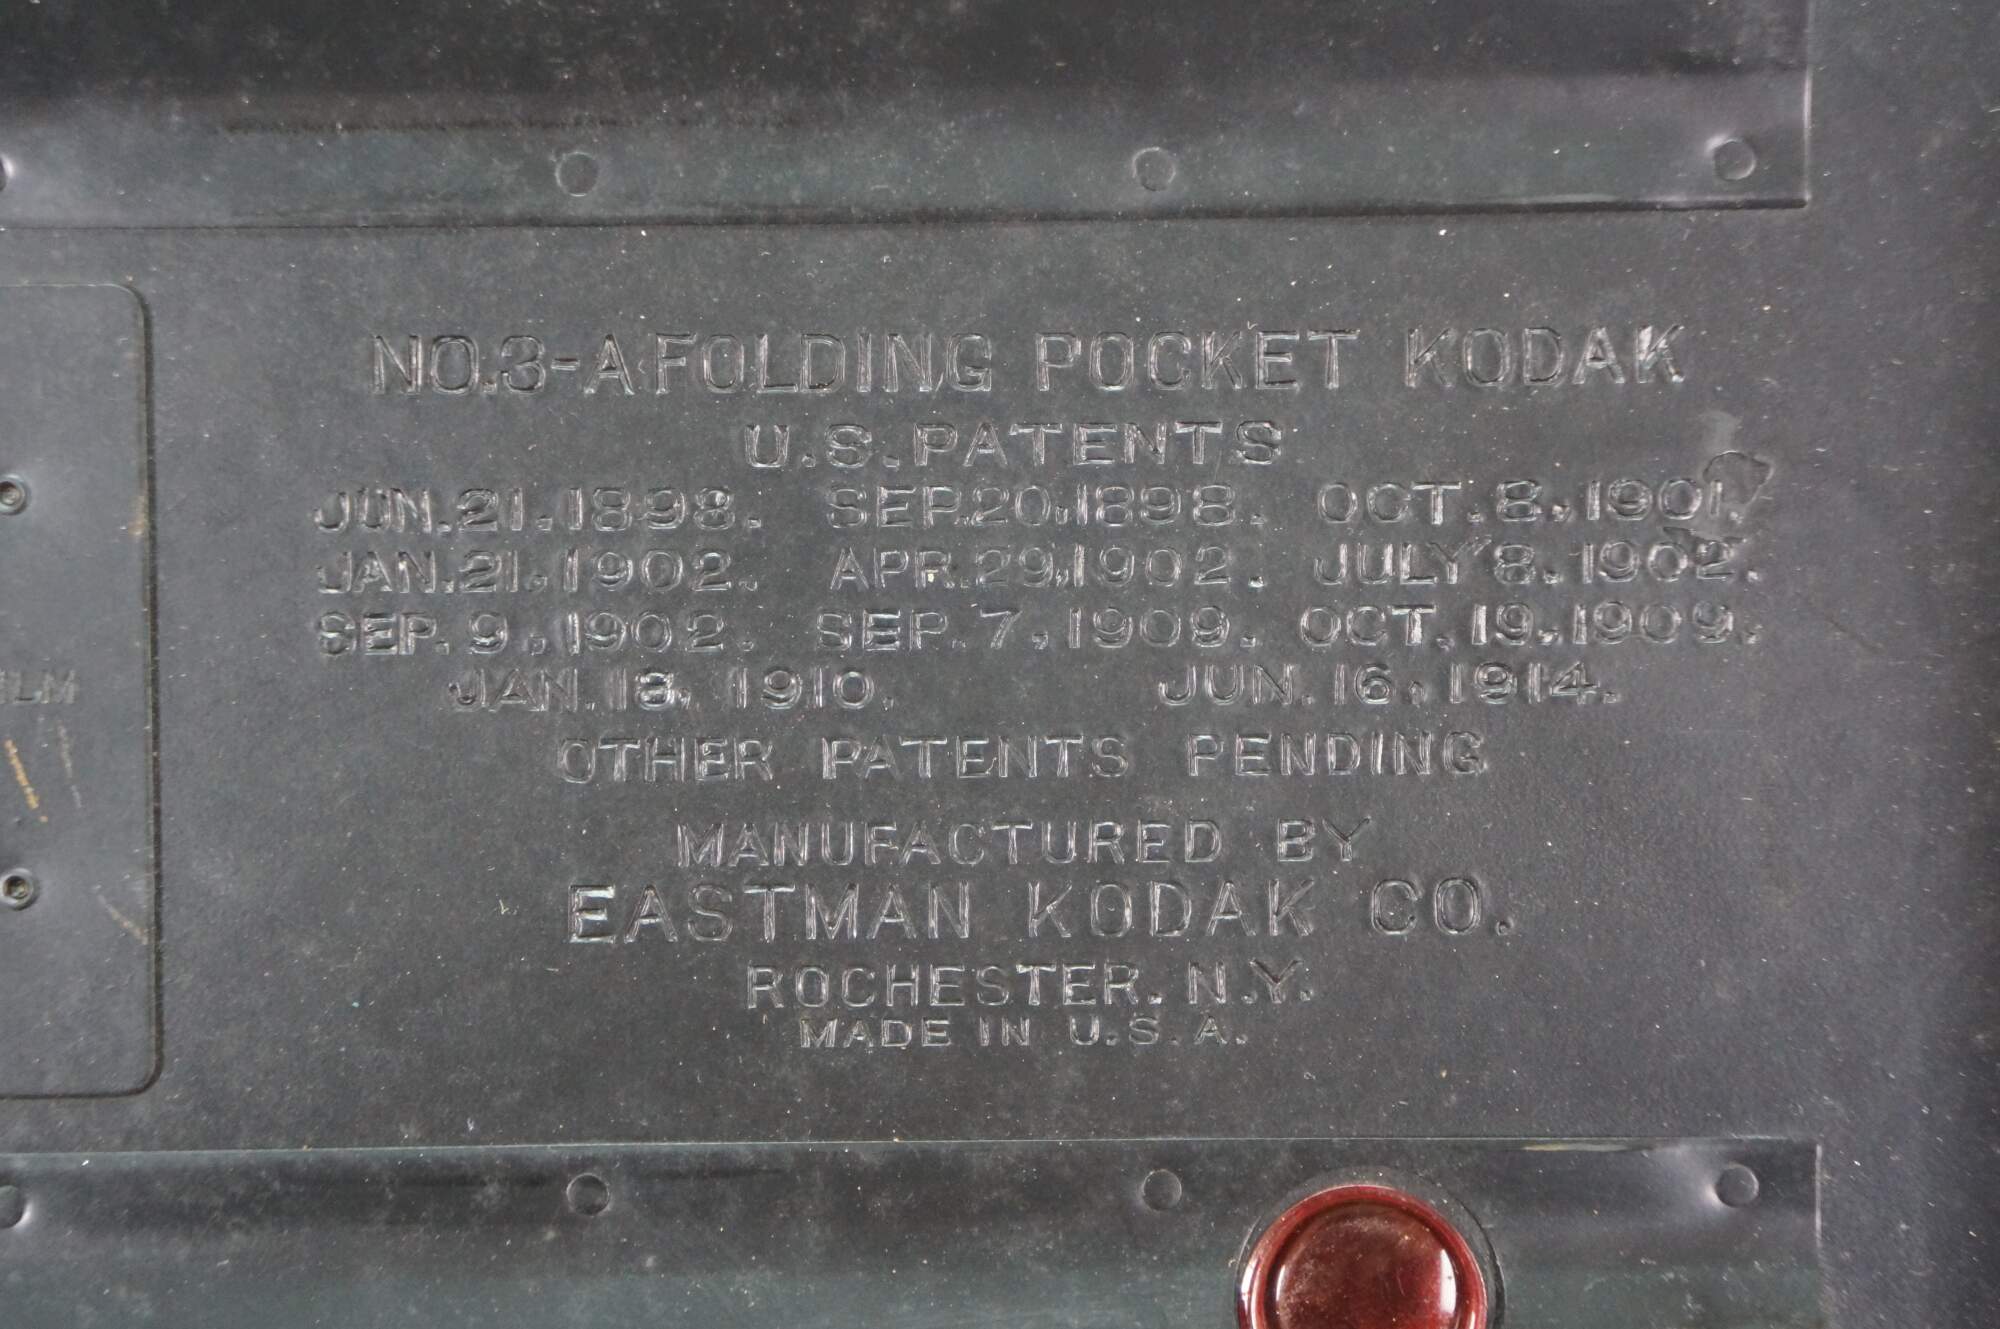 NO.3-A FOLDING POCKET KODAK
U.S. PATENTS
JUN.21.1898. SEP.20,1898. OCT.8,1901.
JAN.21.1902. APR.29,1902. JULY 8.1902.
SEP.9,1902. SEP.7,1909. OCT.19,1909.
JAN.18, 1910. JUN.16,1914.
OTHER PATENTS PENDING
MANUFACTURED BY
EASTMAN KODAK CO.
ROCHESTER. N.Y.
MADE IN U.S.A.